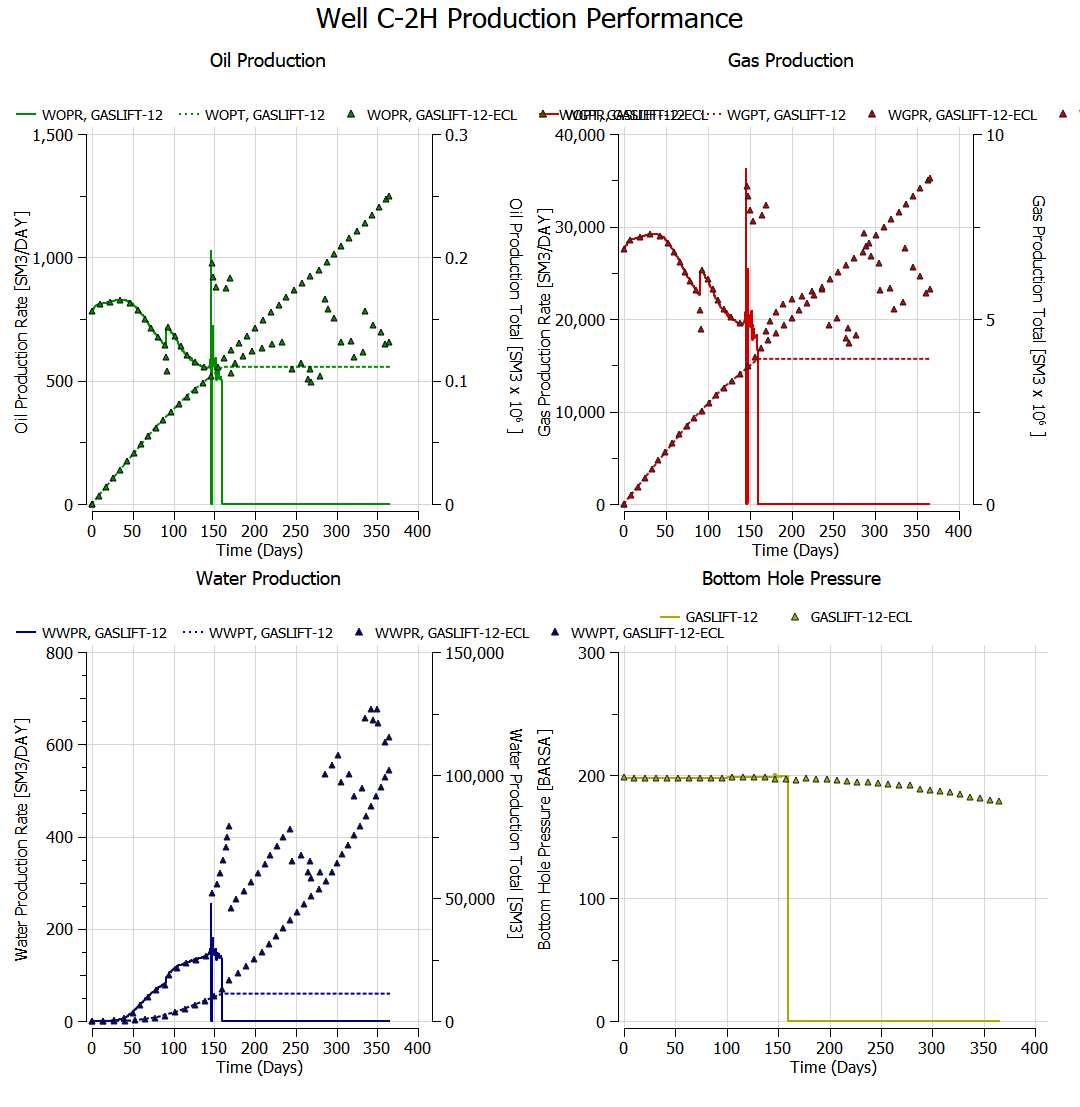 Well C-2H Production Performance
Oil Production
WOPR, GASLIFT-12
WOPT, GASLIFT-12
WOPR, GASLIFT-12-ECL
WOPT, GASLIFT-12-ECL
1,500
1,000
500
0
Oil Production Rate [SM3/DAY]
0.3
0.2
0.1
0
Oil Production Total [SM3 x 10⁶ ]
0 50 100 150 200 250 300 350 400
Time (Days)
Gas Production
WGPR, GASLIFT-12
WGPT, GASLIFT-12
WGPR, GASLIFT-12-ECL
W
40,000
30,000
20,000
10,000
0
Gas Production Rate [SM3/DAY]
10
5
0
Gas Production Total [SM3 x 10⁶ ]
0 50 100 150 200 250 300 350 400
Time (Days)
Water Production
WWPR, GASLIFT-12
WWPT, GASLIFT-12
WWPR, GASLIFT-12-ECL
WWPT, GASLIFT-12-ECL
800
600
400
200
0
Water Production Rate [SM3/DAY]
150,000
100,000
50,000
0
Water Production Total [SM3]
0 50 100 150 200 250 300 350 400
Time (Days)
Bottom Hole Pressure
GASLIFT-12
GASLIFT-12-ECL
300
200
100
0
Bottom Hole Pressure [BARSA]
0 50 100 150 200 250 300 350 400
Time (Days)